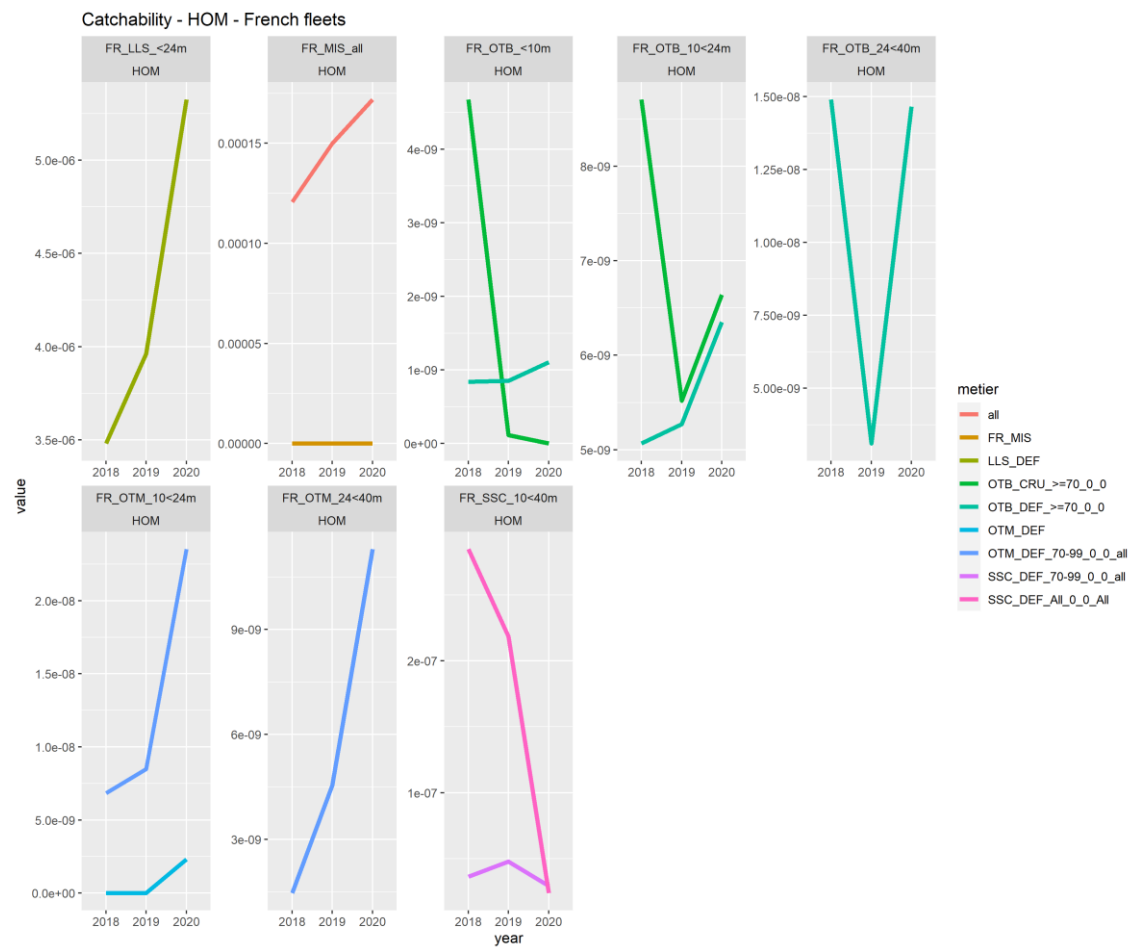 Catchability - HOM - French fleets
FR_LLS_<24m
HOM
5.0e-06
4.5e-06
4.0e-06
3.5e-06
2018 2019 2020
FR_MIS_all
HOM
0.00015
0.00010
0.00005
0.00000
2018 2019 2020
FR_OTB_<10m
HOM
4e-09
3e-09
2e-09
1e-09
0e+00
2018 2019 2020
FR_OTB_10<24m
HOM
8e-09
7e-09
6e-09
5e-09
2018 2019 2020
FR_OTB_24<40m
HOM
1.50e-08
1.25e-08
1.00e-08
7.50e-09
5.00e-09
2018 2019 2020
value
FR_OTM_10<24m
HOM
2.0e-08
1.5e-08
1.0e-08
5.0e-09
0.0e+00
2018 2019 2020
FR_OTM_24<40m
HOM
9e-09
6e-09
3e-09
2018 2019 2020
FR_SSC_10<40m
HOM
2e-07
1e-07
2018 2019 2020
year
metier
all
FR_MIS
LLS_DEF
OTB_CRU_>=70_0_0
OTB_DEF_>=70_0_0
OTM_DEF
OTM_DEF_70-99_0_0_all
SSC_DEF_70-99_0_0_all
SSC_DEF_All_0_0_All